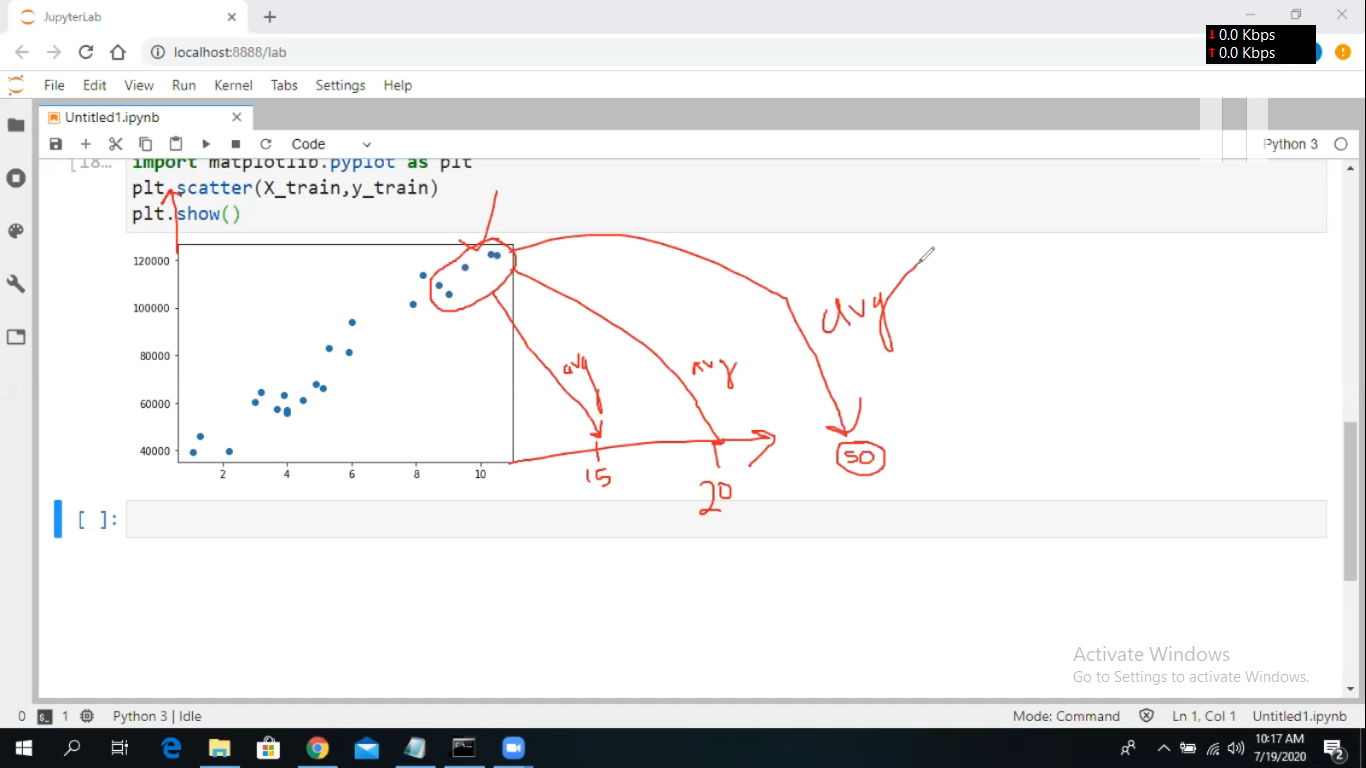 JupyterLab
localhost:8888/lab
0.0 Kbps
0.0 Kbps
File Edit View Run Kernel Tabs Settings Help
Untitled1.ipynb
Code
Python 3
[18...
import matplotlib.pyplot as plt
plt.scatter(X_train,y_train)
plt.show()
120000
100000
80000
60000
40000
2 4 6 8 10
avg
avg
avg
15
20
50
[ ]:
Activate Windows
Go to Settings to activate Windows.
0 1 Python 3 | Idle
Mode: Command Ln 1, Col 1 Untitled1.ipynb
10:17 AM
7/19/2020
2